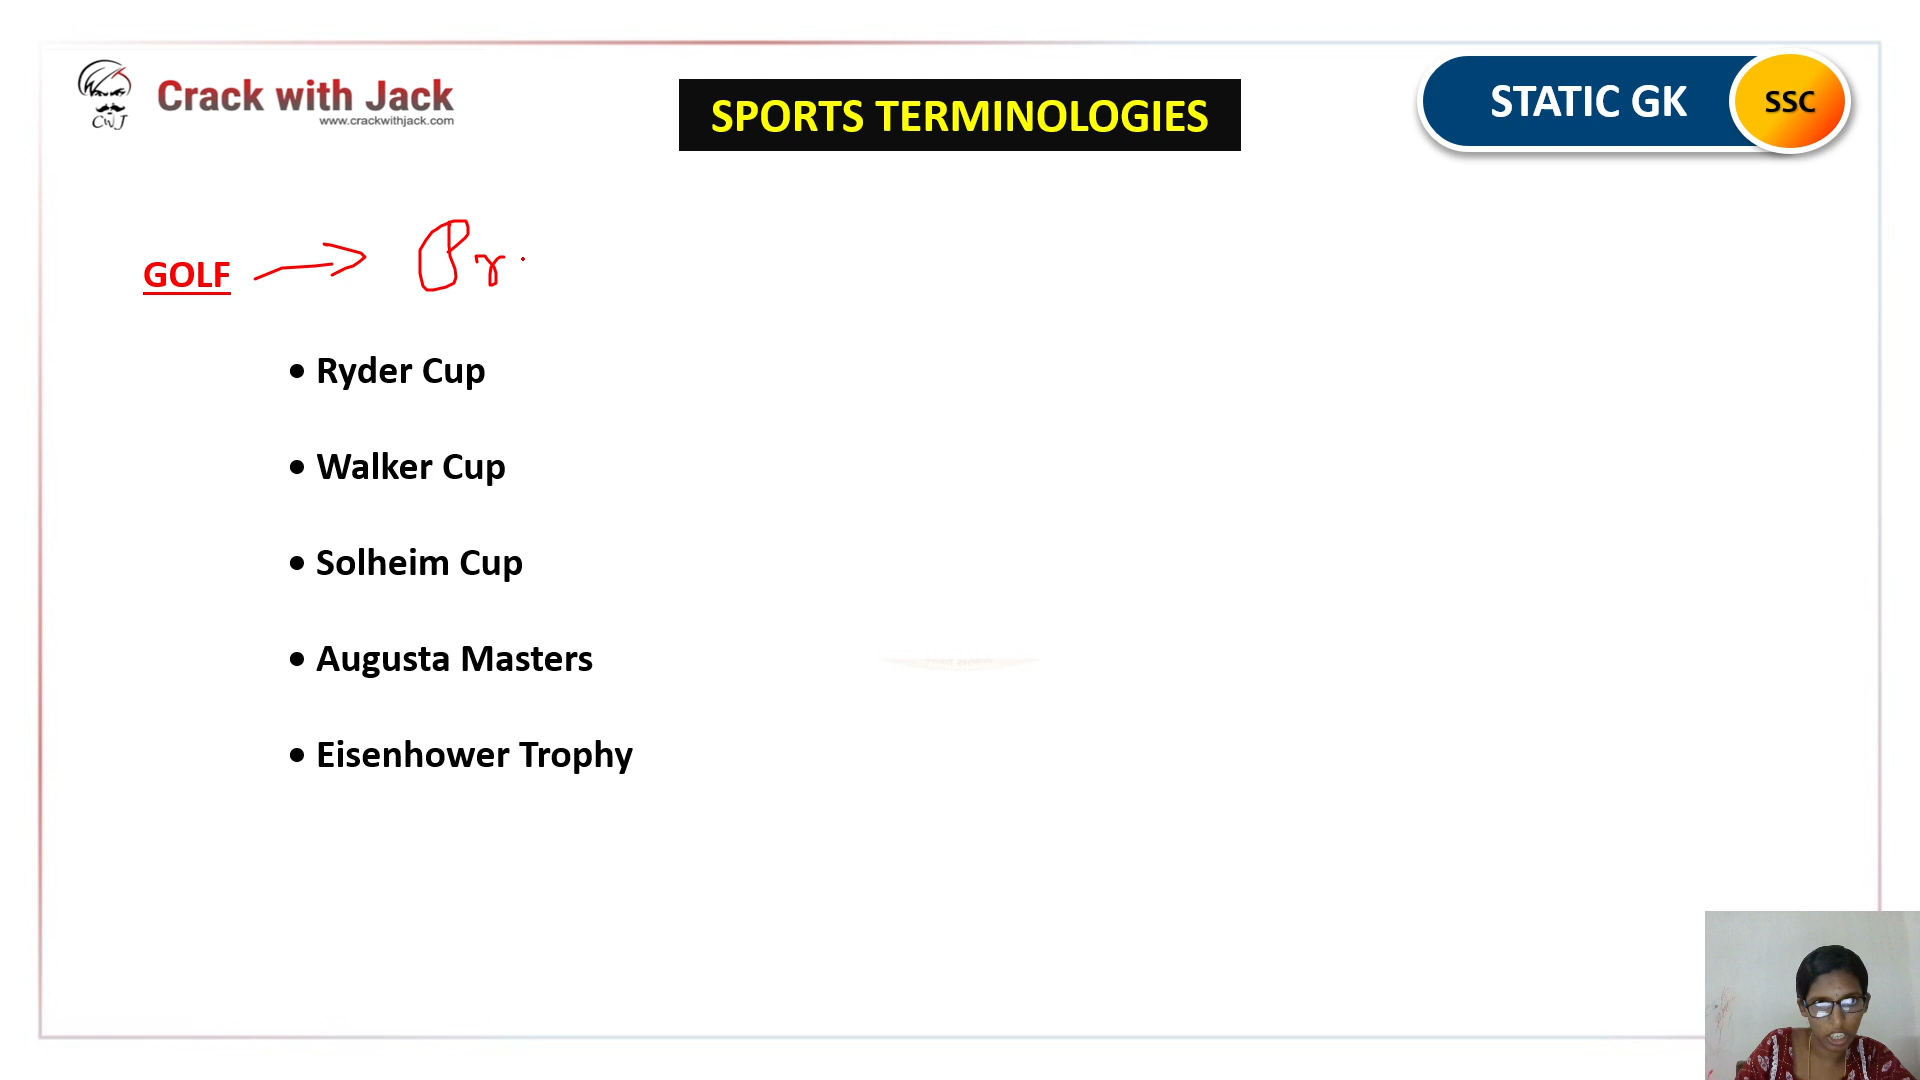 Crack with Jack
www.crackwithjack.com
CWJ
SPORTS TERMINOLOGIES
STATIC GK
SSC
GOLF → Pr
• Ryder Cup
• Walker Cup
• Solheim Cup
• Augusta Masters
• Eisenhower Trophy